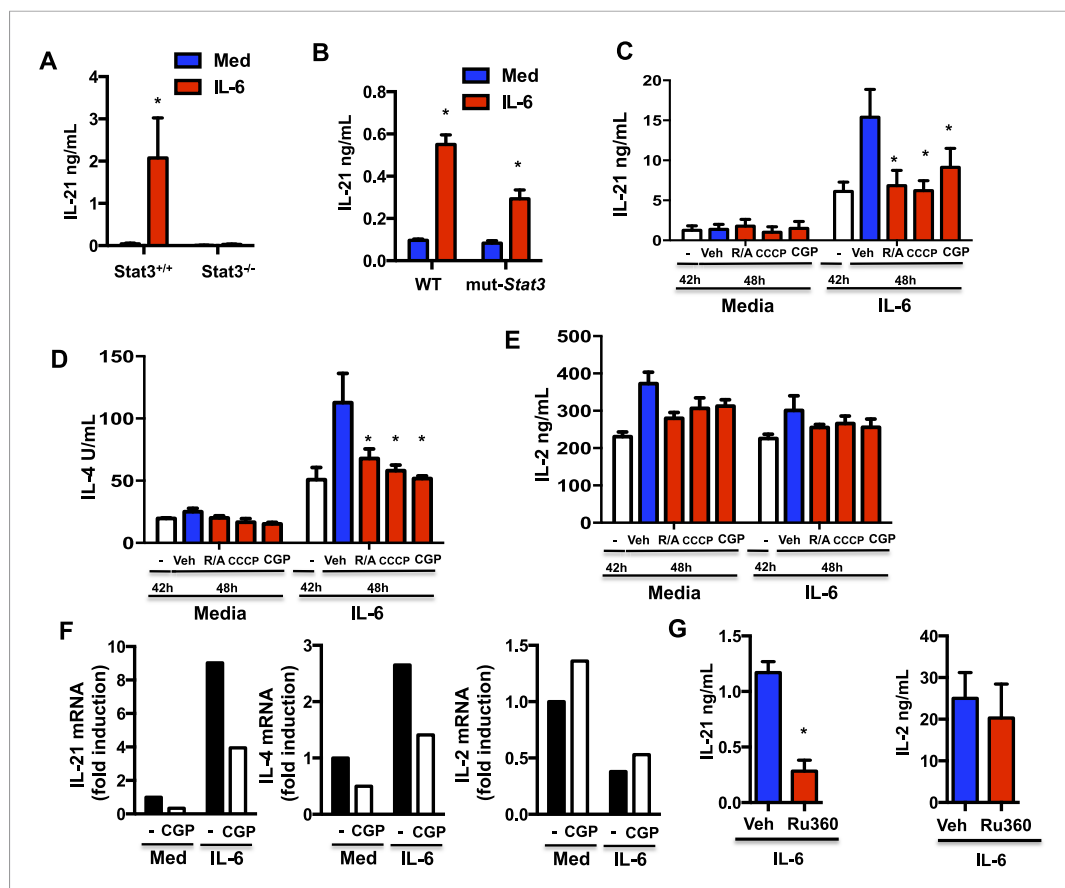 A
Med
IL-6
IL-21 ng/mL
4
3
2
1
0
*
Stat3+/+
Stat3-/-
B
Med
IL-6
IL-21 ng/mL
0.8
0.6
0.4
0.2
0.0
*
*
WT
mut-Stat3
C
IL-21 ng/mL
20
15
10
5
0
* * *
- Veh R/A CCCP CGP - Veh R/A CCCP CGP
42h 48h 42h 48h
Media IL-6
D
IL-4 U/mL
150
100
50
0
* * *
- Veh R/A CCCP CGP - Veh R/A CCCP CGP
42h 48h 42h 48h
Media IL-6
E
IL-2 ng/mL
500
400
300
200
100
0
- Veh R/A CCCP CGP - Veh R/A CCCP CGP
42h 48h 42h 48h
Media IL-6
F
IL-21 mRNA
(fold induction)
10
8
6
4
2
0
- CGP - CGP
Med IL-6
IL-4 mRNA
(fold induction)
4
3
2
1
0
- CGP - CGP
Med IL-6
IL-2 mRNA
(fold induction)
1.5
1.0
0.5
0.0
- CGP - CGP
Med IL-6
G
IL-21 ng/mL
1.5
1.0
0.5
0.0
*
Veh Ru360
IL-6
IL-2 ng/mL
40
30
20
10
0
Veh Ru360
IL-6